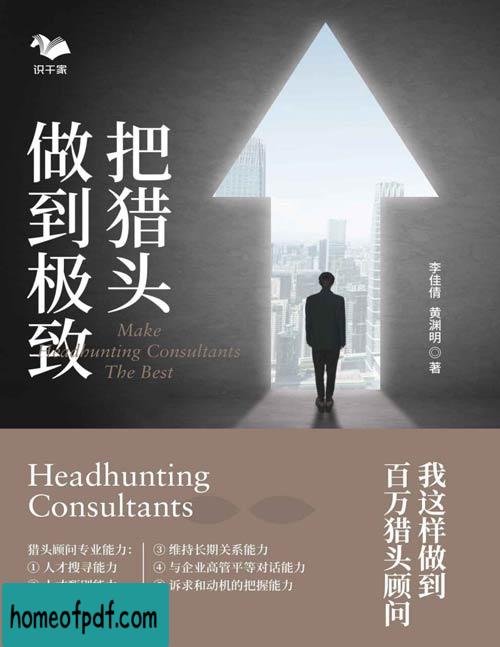 识干家
把猎头
做到极致
Make
Headhunting Consultants
The Best
李佳倩 黄渊明◎著
Headhunting
Consultants
猎头顾问专业能力：
① 人才搜寻能力
③ 维持长期关系能力
④ 与企业高管平等对话能力
诉求和动机的把握能力
我这样做到
百万猎头顾问
homeofpdf.com